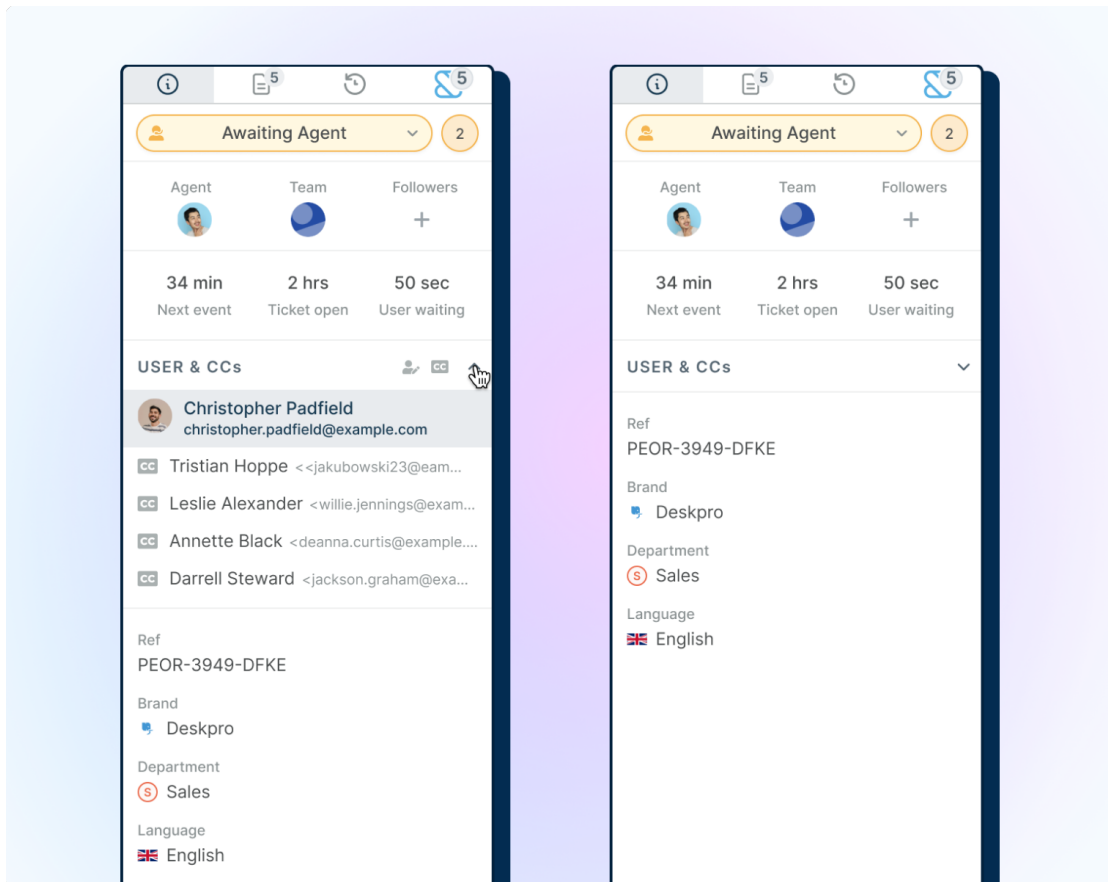 5
5
Awaiting Agent
2
Agent Team Followers
34 min 2 hrs 50 sec
Next event Ticket open User waiting
USER & CCs CC
Christopher Padfield
christopher.padfield@example.com
CC Tristian Hoppe <<jakubowski23@eam...
CC Leslie Alexander <willie.jennings@exam...
CC Annette Black <deanna.curtis@example....
CC Darrell Steward <jackson.graham@exa...
Ref
PEOR-3949-DFKE
Brand
Deskpro
Department
S Sales
Language
English
5
5
Awaiting Agent
2
Agent Team Followers
34 min 2 hrs 50 sec
Next event Ticket open User waiting
USER & CCs
Ref
PEOR-3949-DFKE
Brand
Deskpro
Department
S Sales
Language
English